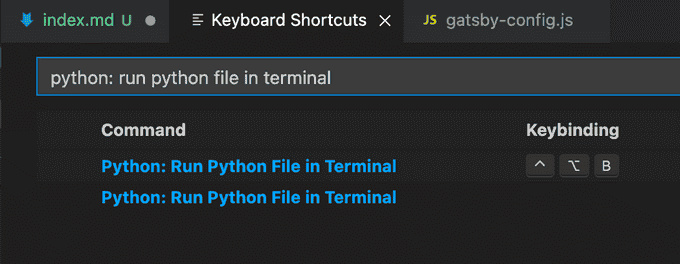 index.md U Keyboard Shortcuts JS gatsby-config.js
python: run python file in terminal
Command Keybinding
Python: Run Python File in Terminal ⌃ ⌥ B
Python: Run Python File in Terminal